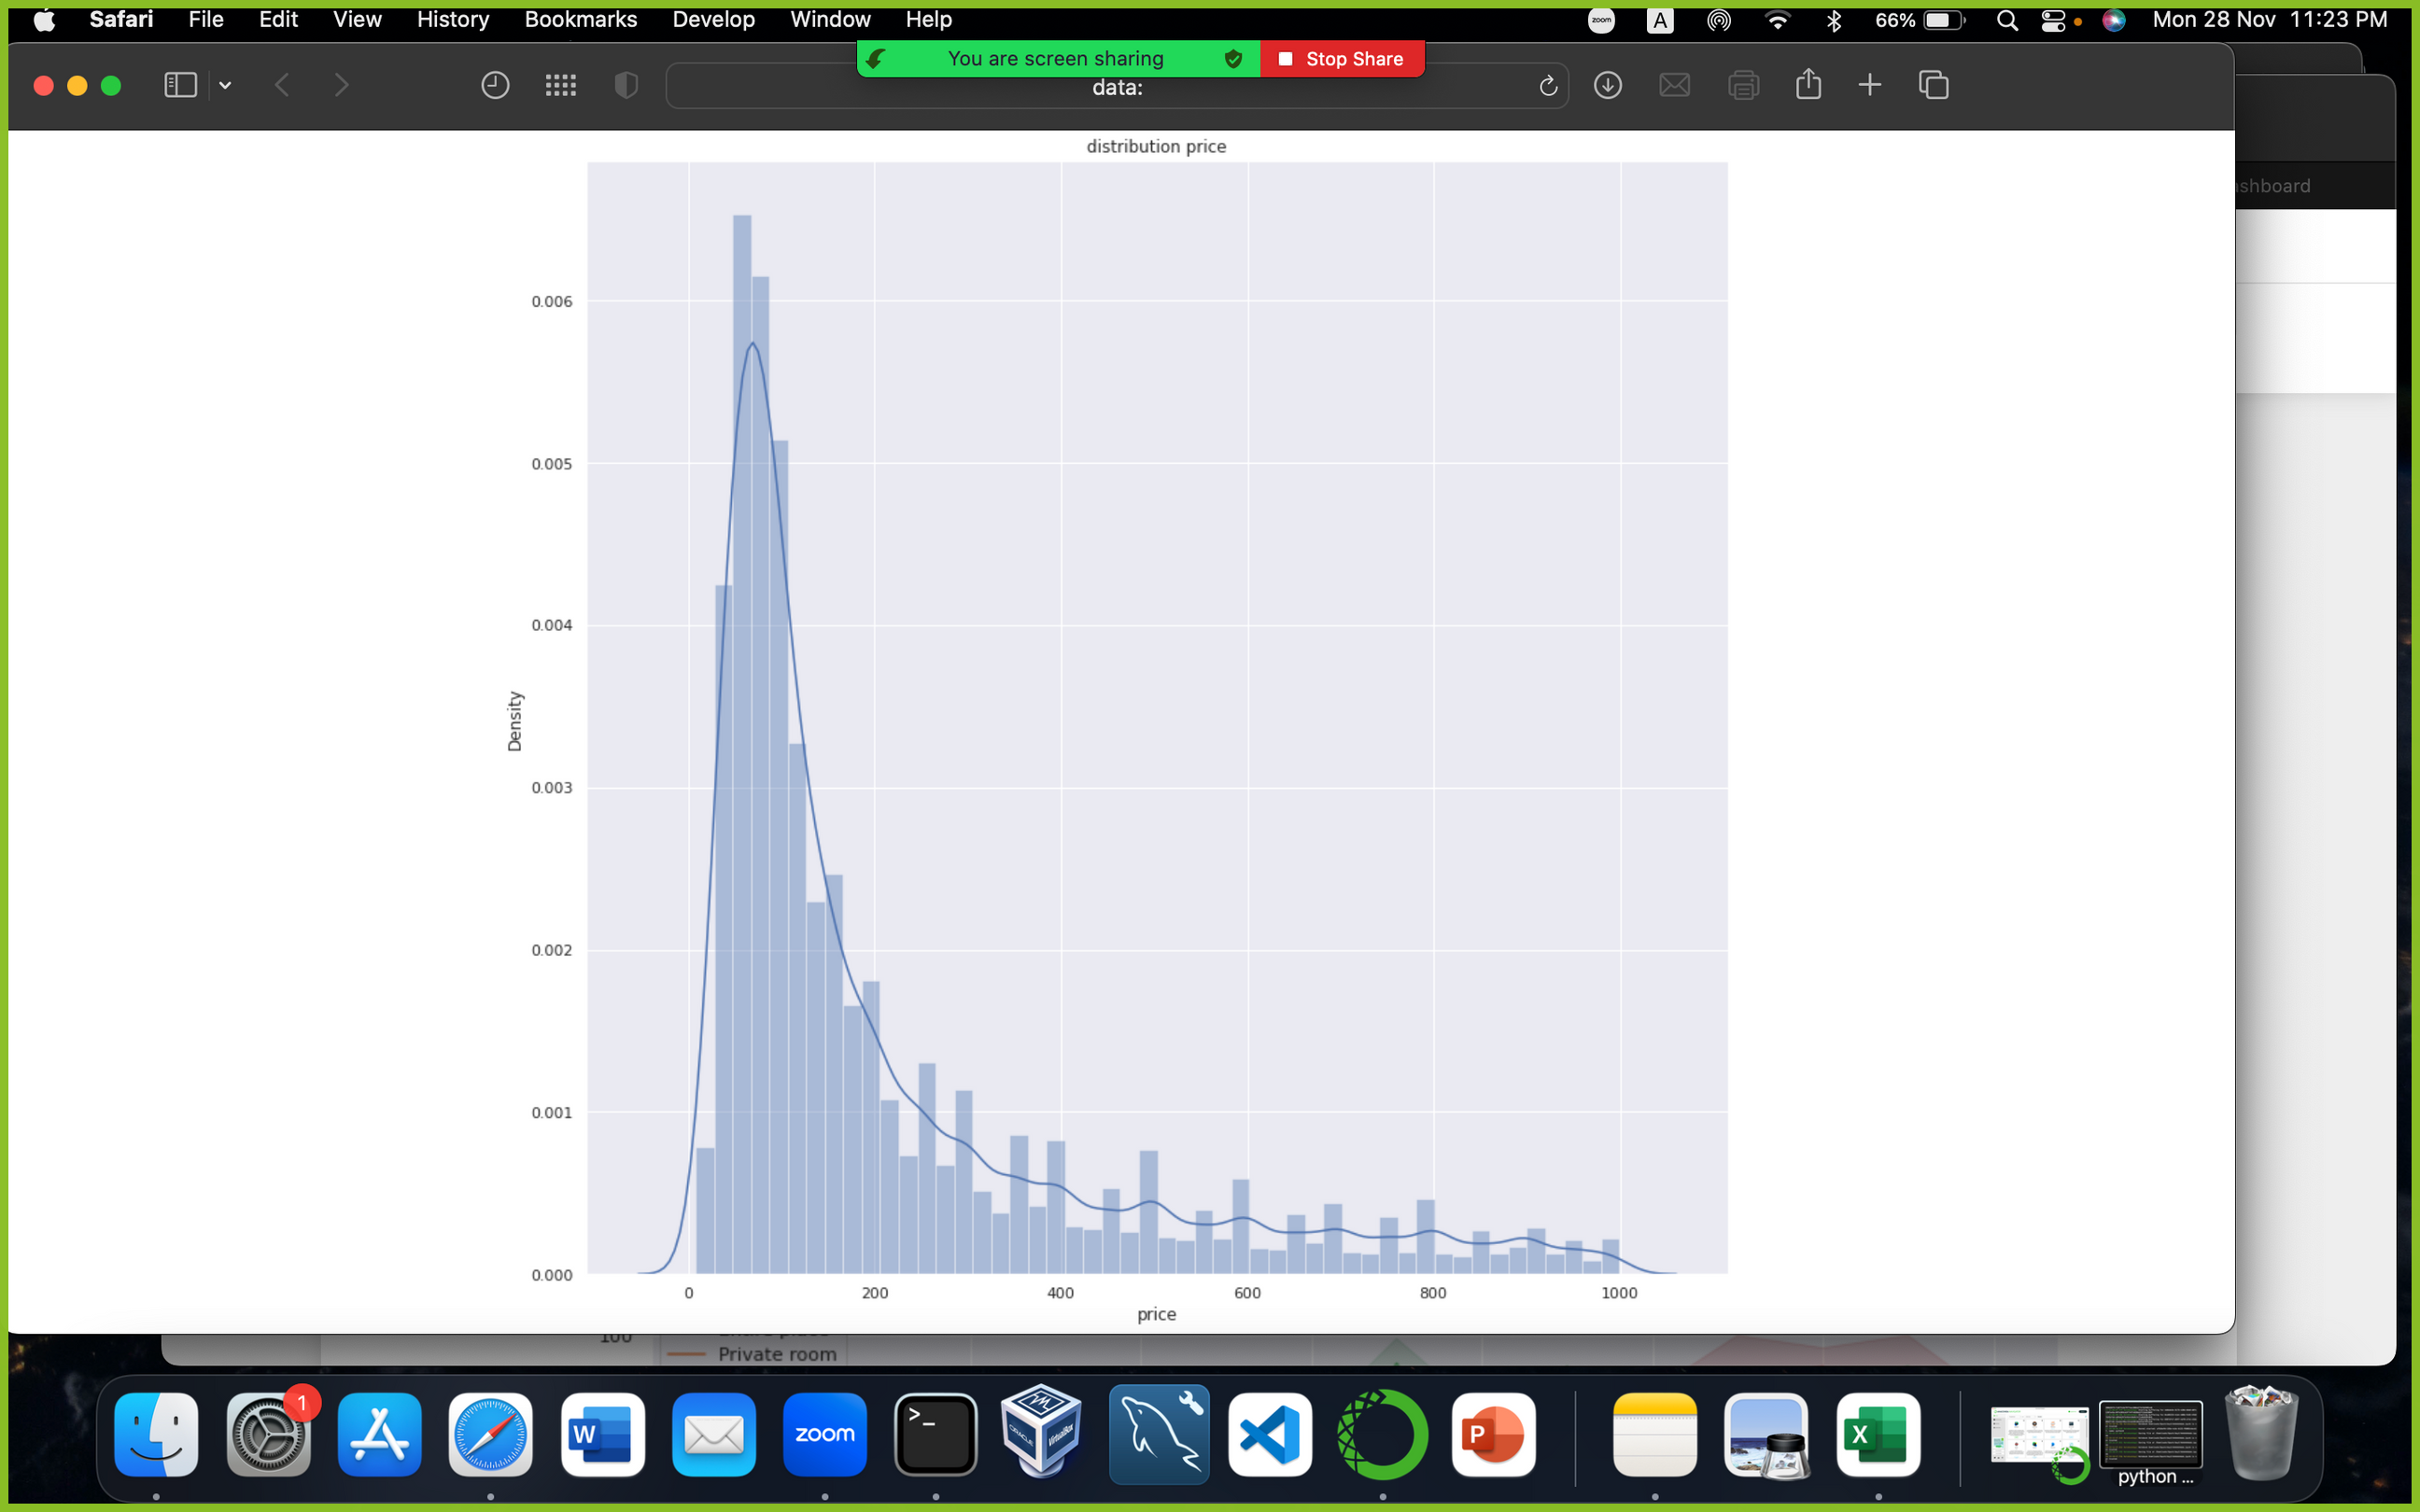 Safari File Edit View History Bookmarks Develop Window Help zoom A 66% Mon 28 Nov 11:23 PM
You are screen sharing Stop Share
data:
shboard
distribution price
0.006
0.005
0.004
0.003
0.002
0.001
0.000
Density
0 200 400 600 800 1000
price
100
Private room
1
W
zoom
>_
P
X
python ...